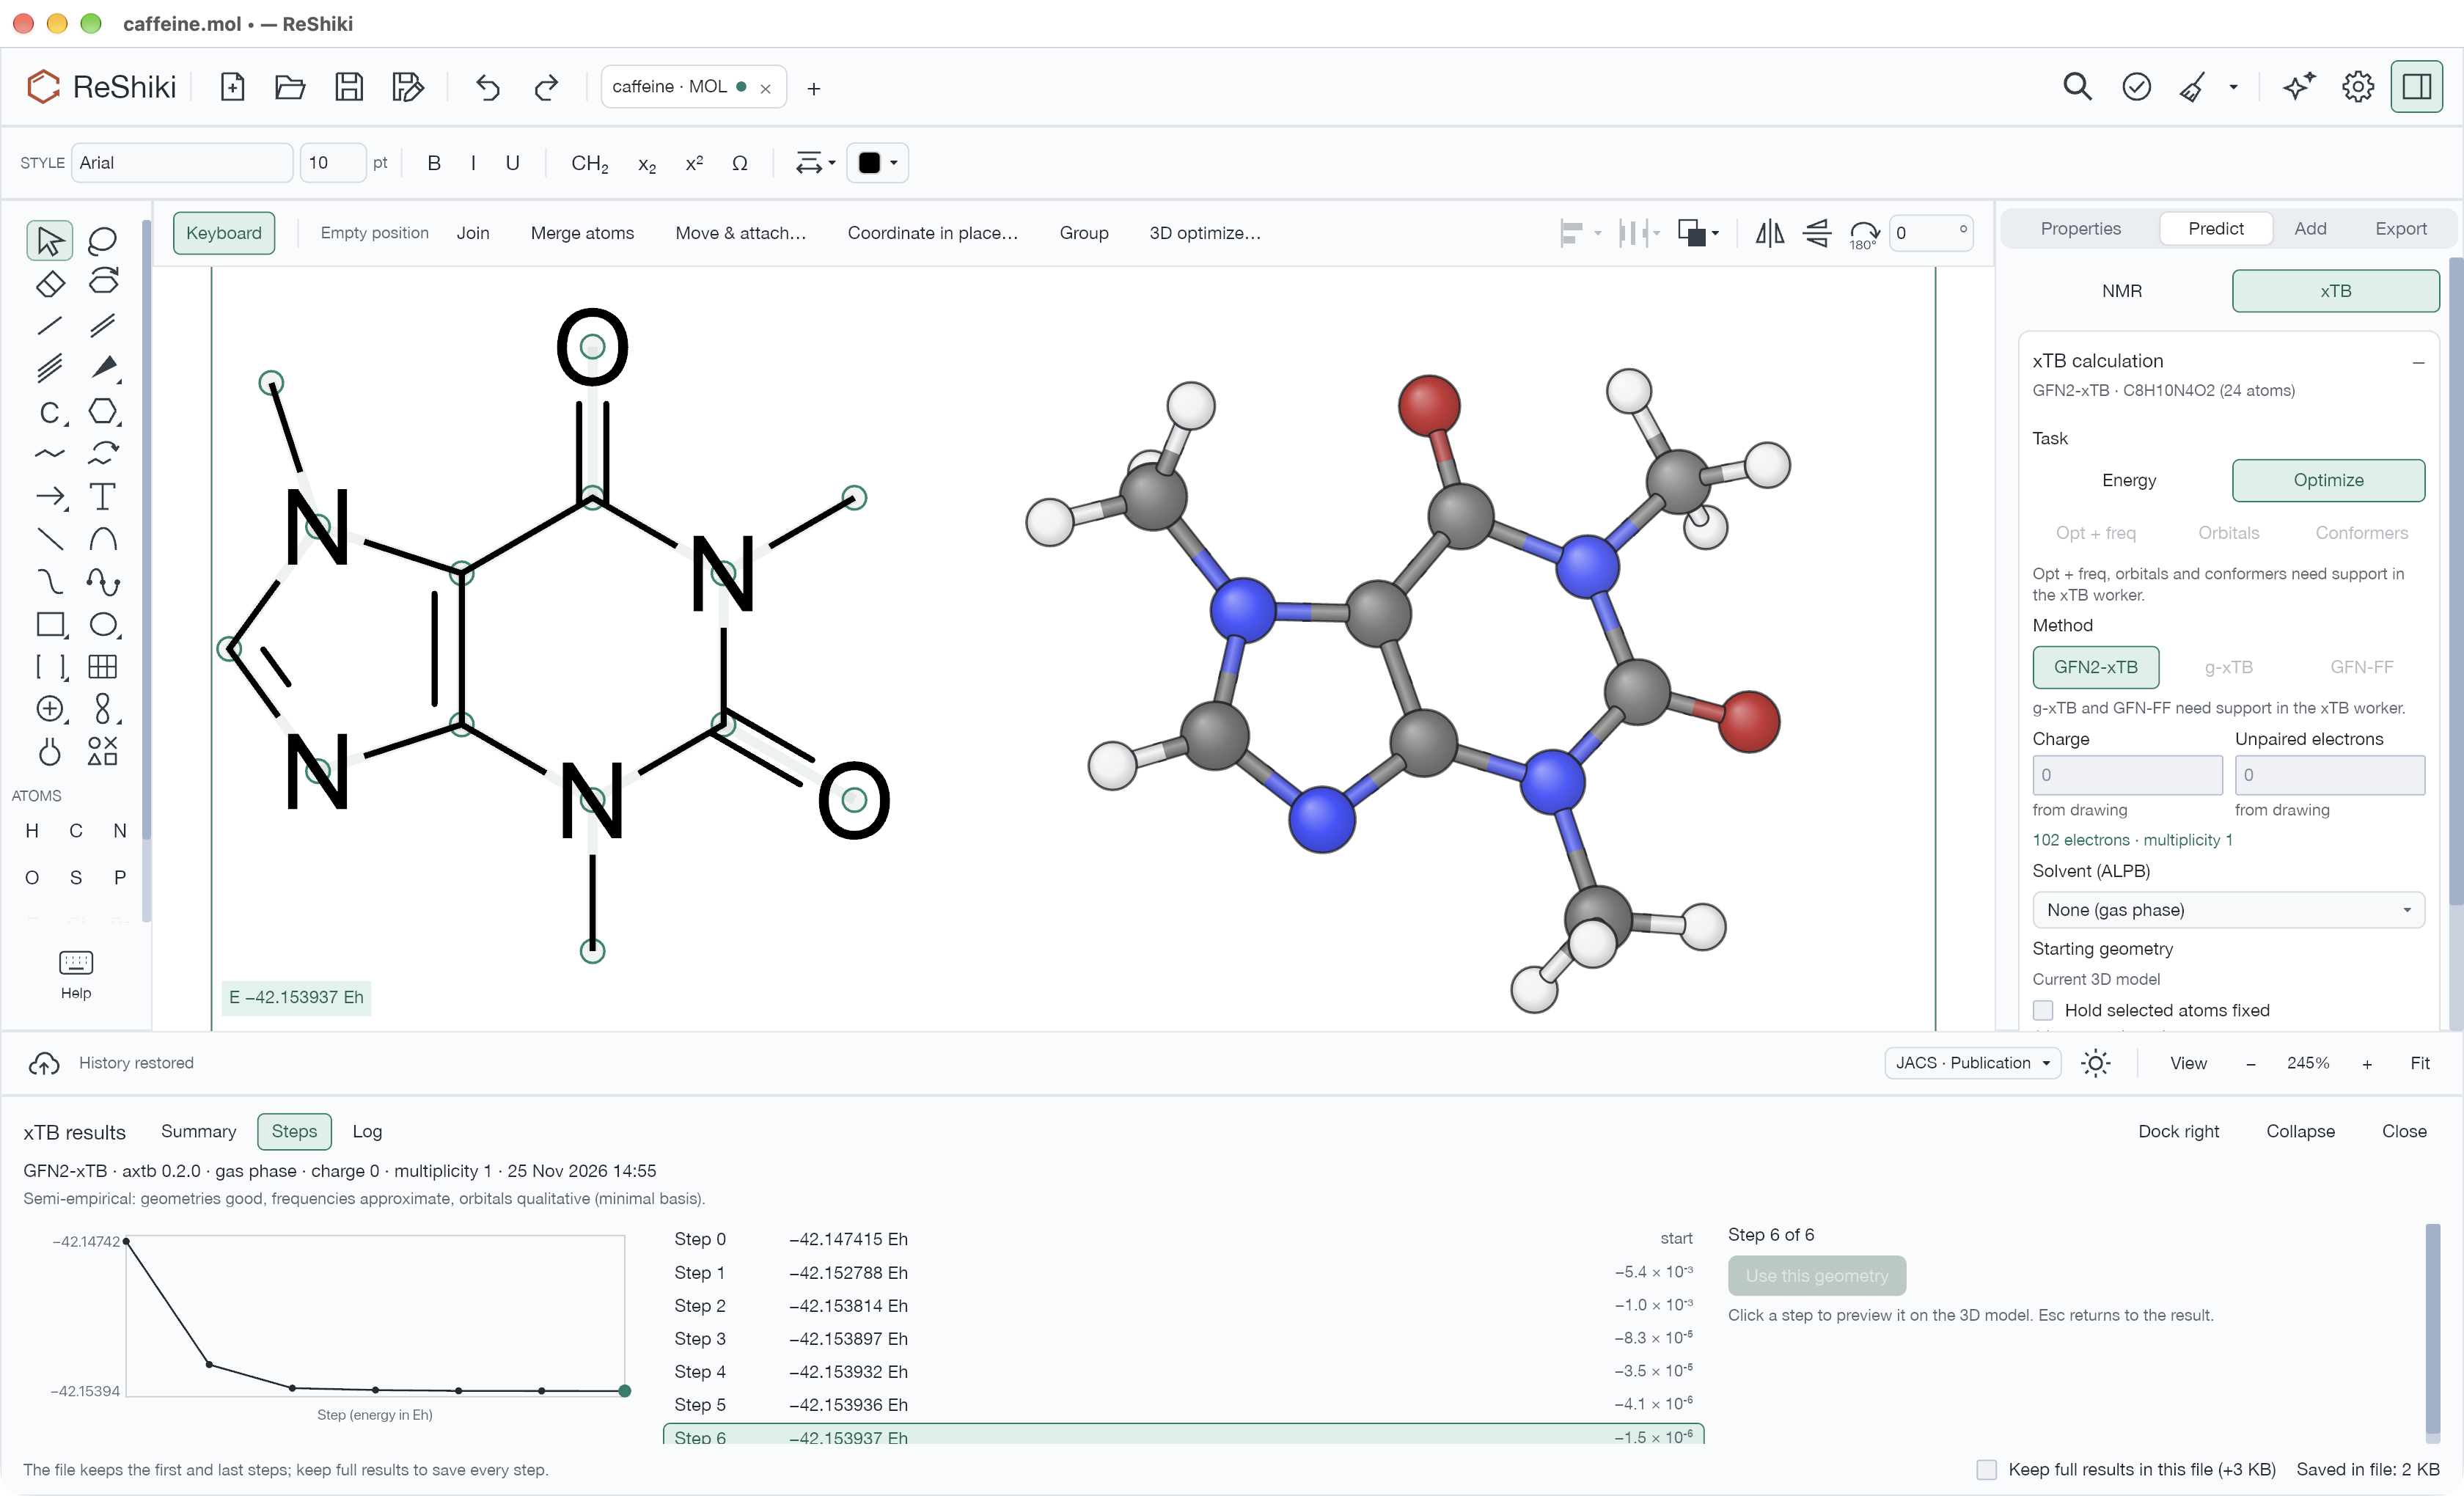 caffeine.mol • — ReShiki
ReShiki
caffeine · MOL ● ×
+
STYLE Arial 10 pt B I U CH₂ x₂ x² Ω
Keyboard Empty position Join Merge atoms Move & attach... Coordinate in place... Group 3D optimize... 180° 0 °
Properties Predict Add Export
NMR xTB
xTB calculation –
GFN2-xTB · C8H10N4O2 (24 atoms)
Task
Energy Optimize
Opt + freq Orbitals Conformers
Opt + freq, orbitals and conformers need support in
the xTB worker.
Method
GFN2-xTB g-xTB GFN-FF
g-xTB and GFN-FF need support in the xTB worker.
Charge Unpaired electrons
0 0
from drawing from drawing
102 electrons · multiplicity 1
Solvent (ALPB)
None (gas phase)
Starting geometry
Current 3D model
Hold selected atoms fixed
C
T
ATOMS
H C N
O S P
Help
O
N
N
N
N
O
E −42.153937 Eh
History restored
JACS · Publication View − 245% + Fit
xTB results Summary Steps Log Dock right Collapse Close
GFN2-xTB · axtb 0.2.0 · gas phase · charge 0 · multiplicity 1 · 25 Nov 2026 14:55
Semi-empirical: geometries good, frequencies approximate, orbitals qualitative (minimal basis).
−42.14742
−42.15394
Step (energy in Eh)
Step 0 −42.147415 Eh start
Step 1 −42.152788 Eh −5.4 × 10⁻³
Step 2 −42.153814 Eh −1.0 × 10⁻³
Step 3 −42.153897 Eh −8.3 × 10⁻⁵
Step 4 −42.153932 Eh −3.5 × 10⁻⁵
Step 5 −42.153936 Eh −4.1 × 10⁻⁶
Step 6 −42.153937 Eh −1.5 × 10⁻⁶
Step 6 of 6
Use this geometry
Click a step to preview it on the 3D model. Esc returns to the result.
The file keeps the first and last steps; keep full results to save every step.
Keep full results in this file (+3 KB) Saved in file: 2 KB